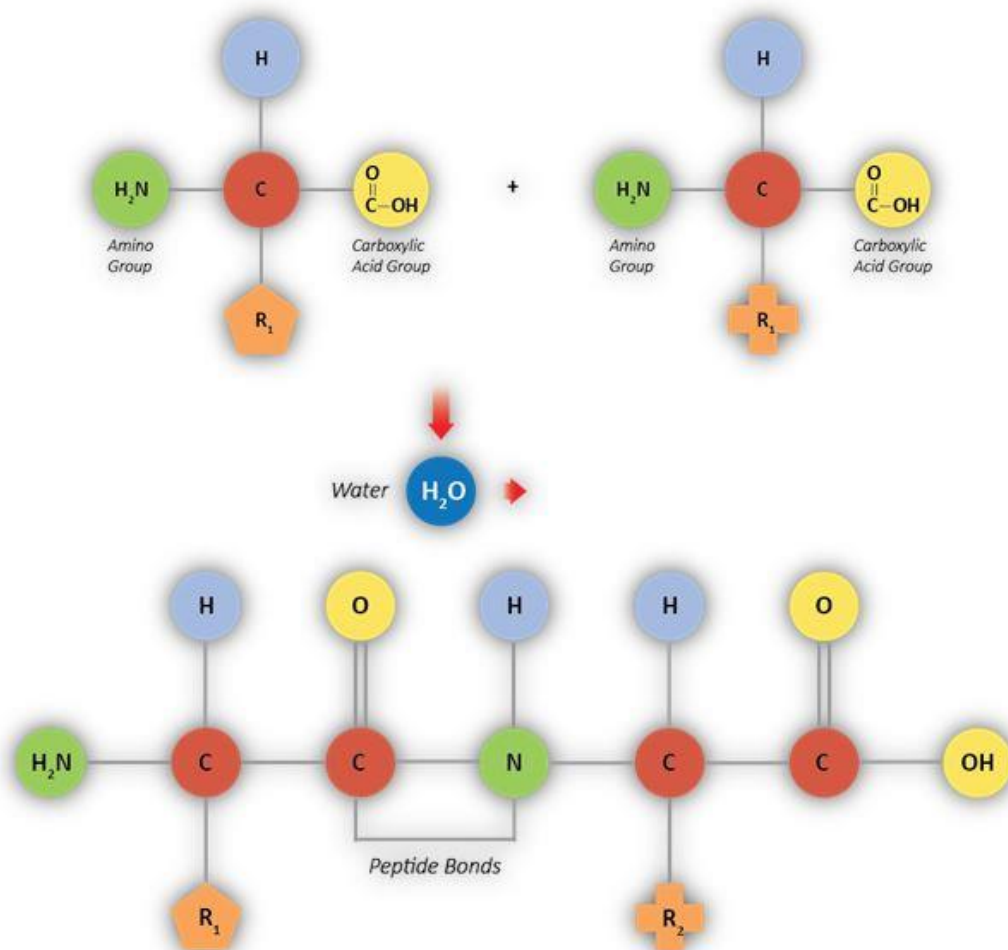 H
H
H₂N
C
O
||
C–OH
+
H₂N
C
O
||
C–OH
Amino
Group
Carboxylic
Acid Group
Amino
Group
Carboxylic
Acid Group
R₁
R₁
Water
H₂O
H
O
H
H
O
H₂N
C
C
N
C
C
OH
Peptide Bonds
R₁
R₂